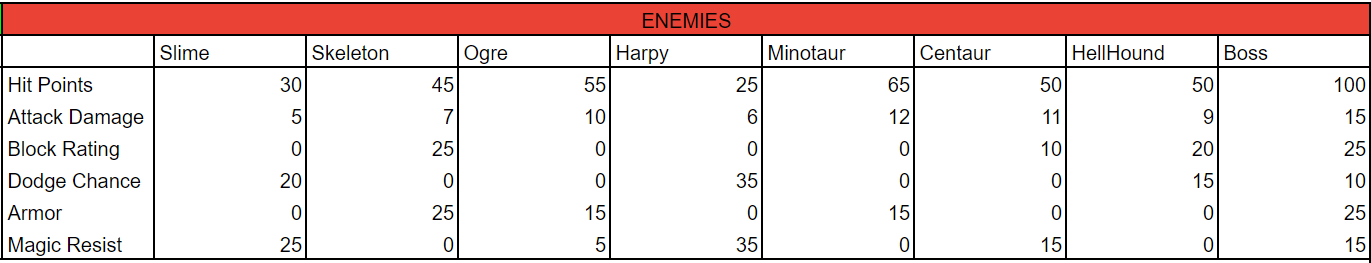 ENEMIES
Slime Skeleton Ogre Harpy Minotaur Centaur HellHound Boss
Hit Points 30 45 55 25 65 50 50 100
Attack Damage 5 7 10 6 12 11 9 15
Block Rating 0 25 0 0 0 10 20 25
Dodge Chance 20 0 0 35 0 0 15 10
Armor 0 25 15 0 15 0 0 25
Magic Resist 25 0 5 35 0 15 0 15